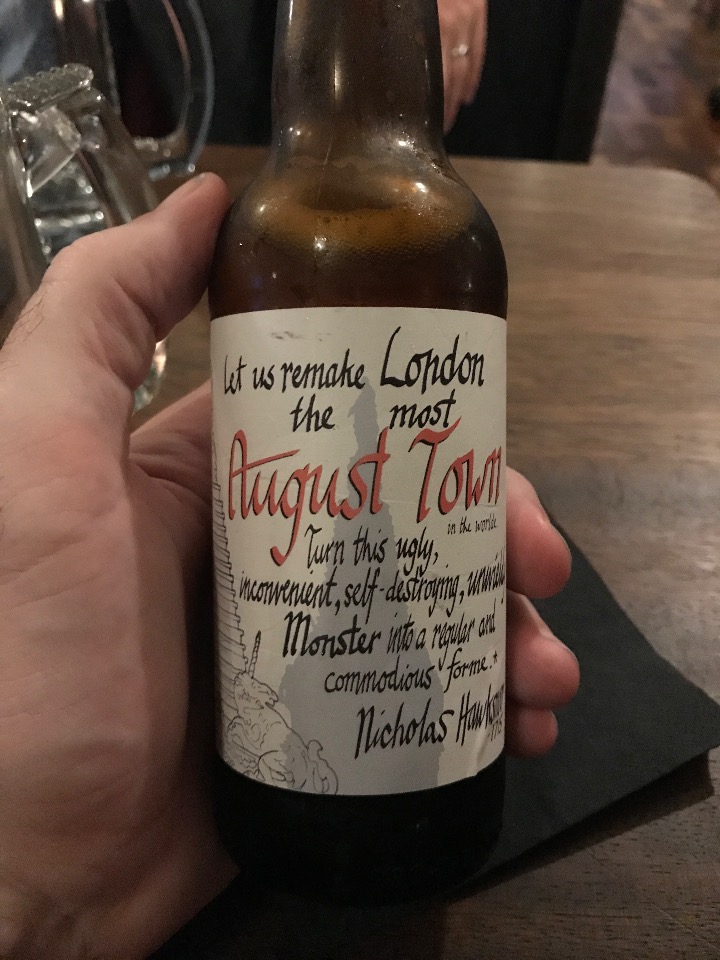 Let us remake London
the most
August Town
in the worlde
Turn this ugly,
inconvenient, self-destroying,
Monster into a regular and
commodious forme.*
Nicholas